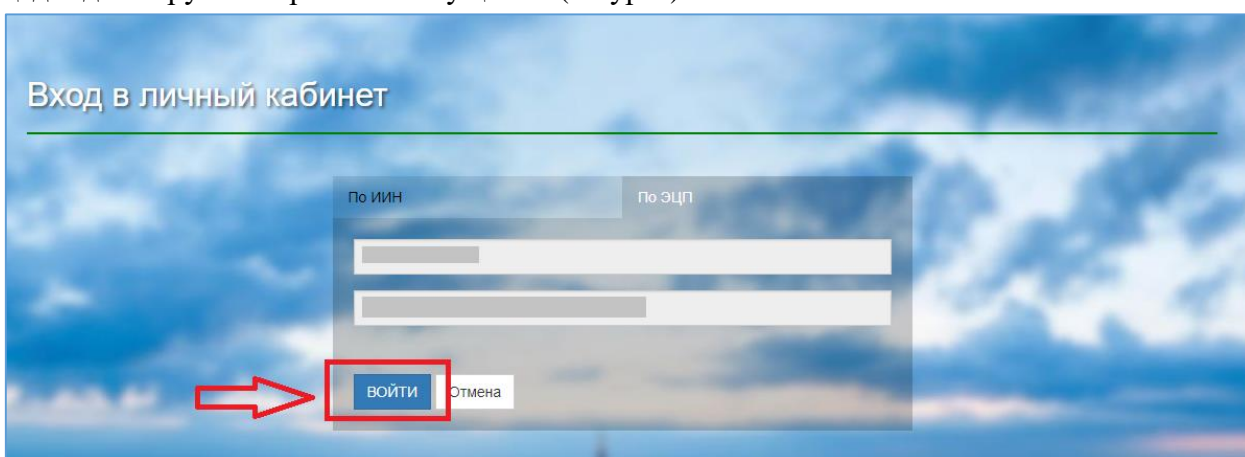 Вход в личный кабинет
По ИИН
По ЭЦП
ВОЙТИ
Отмена